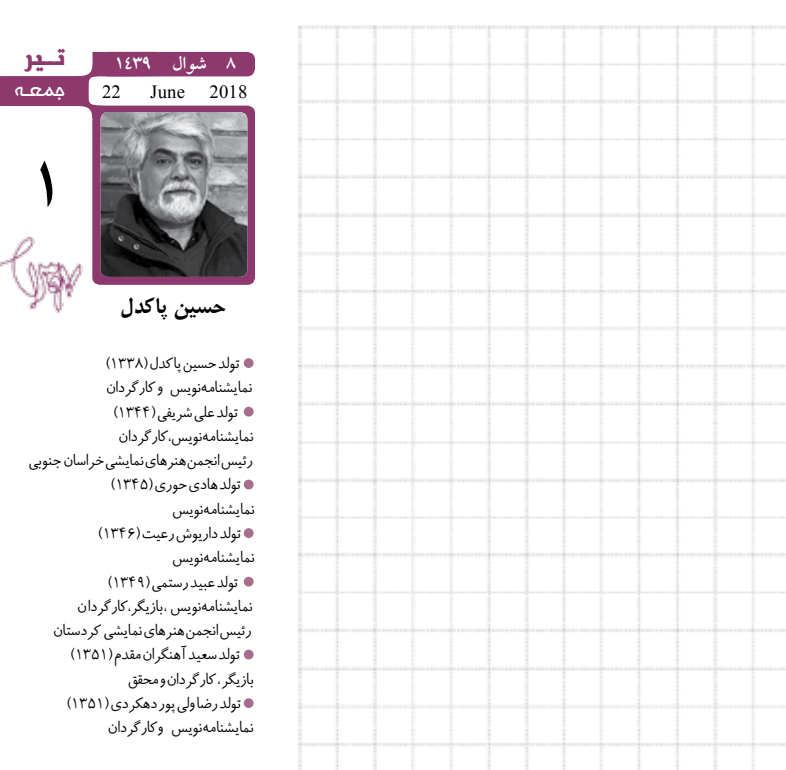 ۸ شوال ١٤٣٩
تـیر
22 June 2018
جمعه
۱
حسین پاکدل
تولد حسین پاکدل (۱۳۳۸)
نمایشنامه‌نویس و کارگردان
تولد علی شریفی (۱۳۴۴)
نمایشنامه‌نویس، کارگردان
رئیس انجمن هنرهای نمایشی خراسان جنوبی
تولد هادی حوری (۱۳۴۵)
نمایشنامه‌نویس
تولد داریوش رعیت (۱۳۴۶)
نمایشنامه‌نویس
تولد عبید رستمی (۱۳۴۹)
نمایشنامه‌نویس ،بازیگر، کارگردان
رئیس انجمن هنرهای نمایشی کردستان
تولد سعید آهنگران مقدم (۱۳۵۱)
بازیگر ، کارگردان و محقق
تولد رضا ولی پور دهکردی (۱۳۵۱)
نمایشنامه‌نویس وکارگردان